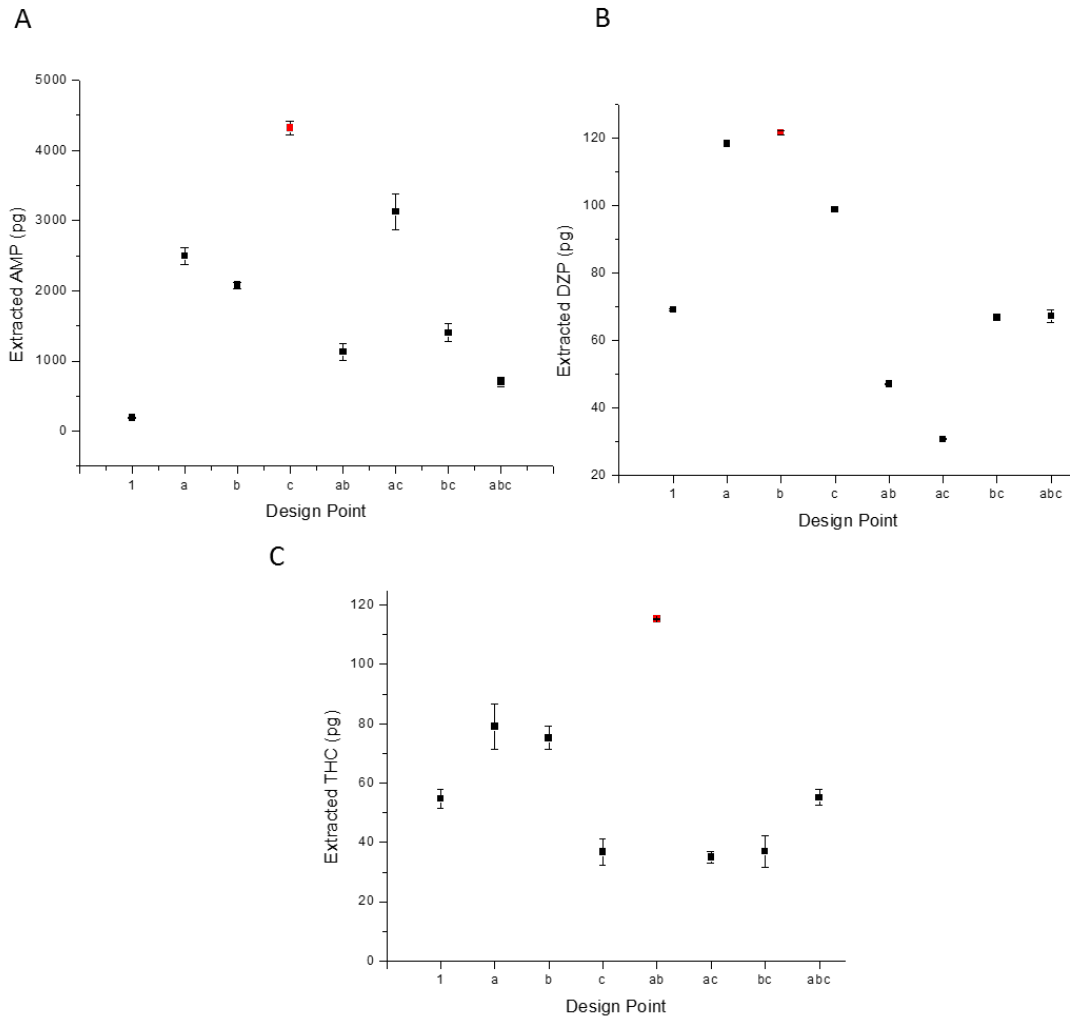 A
Extracted AMP (pg)
5000
4000
3000
2000
1000
0
1 a b c ab ac bc abc
Design Point
B
Extracted DZP (pg)
120
100
80
60
40
20
1 a b c ab ac bc abc
Design Point
C
Extracted THC (pg)
120
100
80
60
40
20
0
1 a b c ab ac bc abc
Design Point